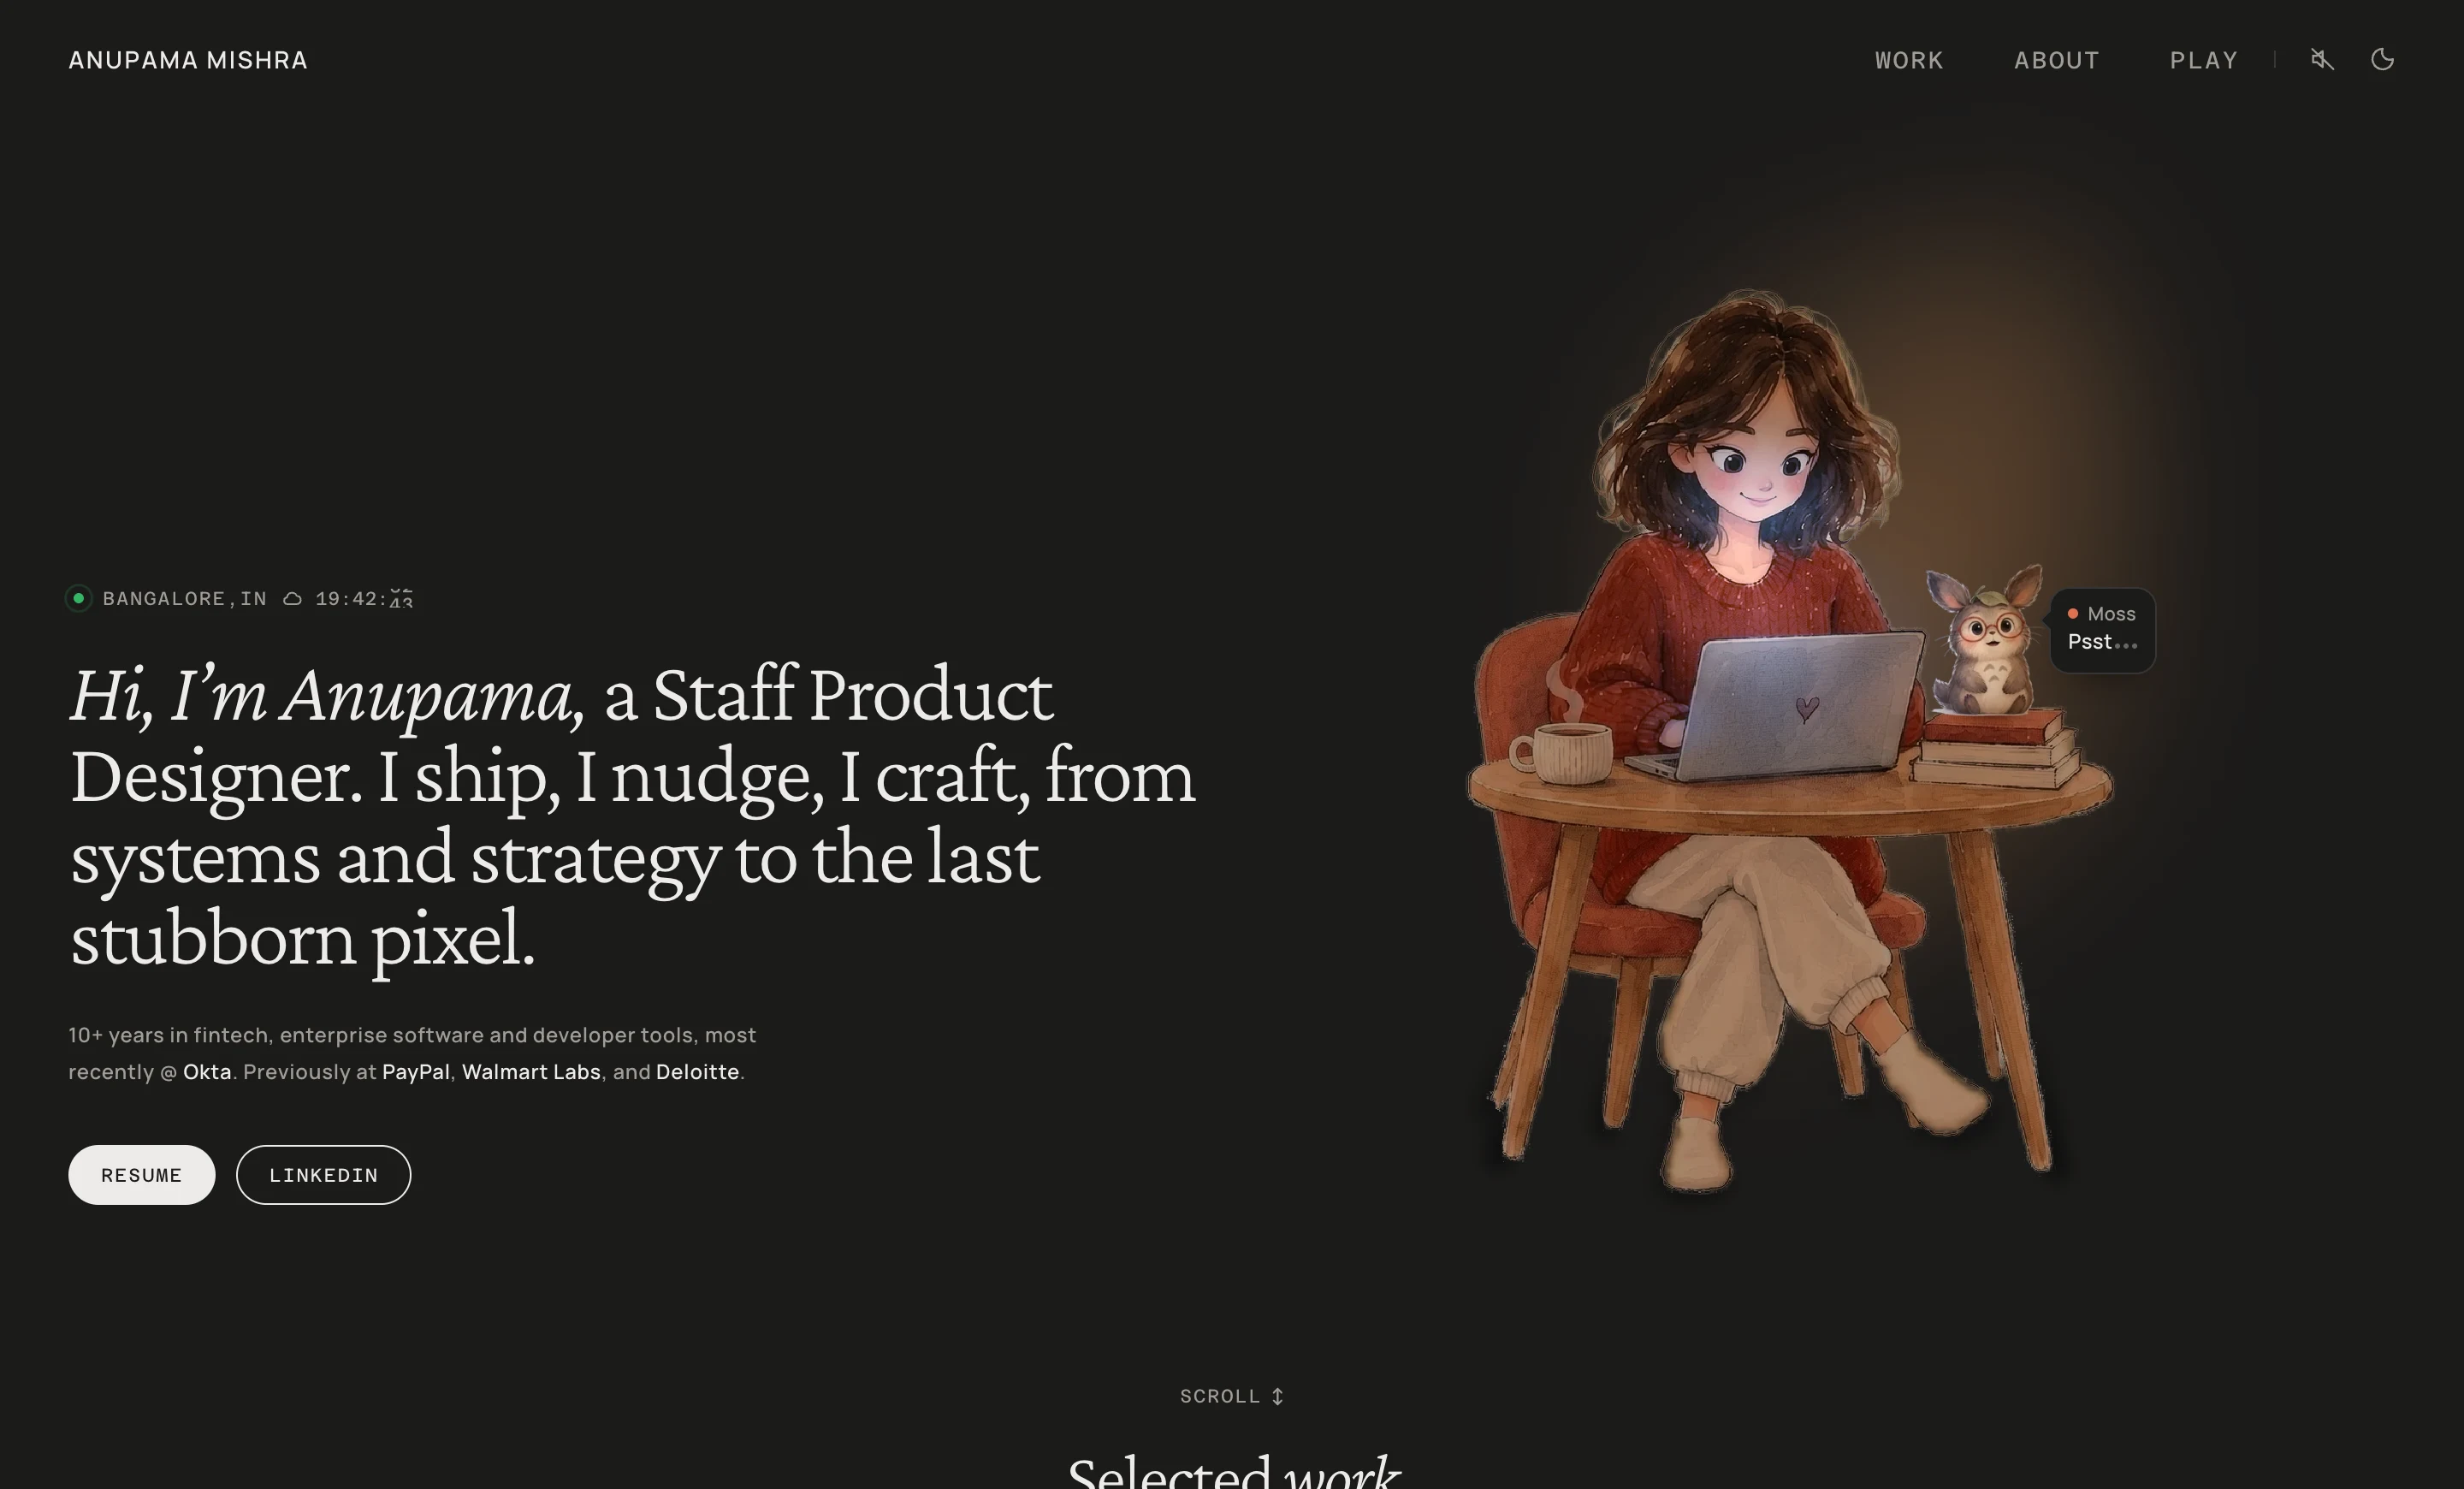 ANUPAMA MISHRA
WORK ABOUT PLAY
BANGALORE, IN 19:42:
Hi, I’m Anupama, a Staff Product
Designer. I ship, I nudge, I craft, from
systems and strategy to the last
stubborn pixel.
10+ years in fintech, enterprise software and developer tools, most
recently @ Okta. Previously at PayPal, Walmart Labs, and Deloitte.
RESUME
LINKEDIN
Moss
Psst...
SCROLL
Selected work